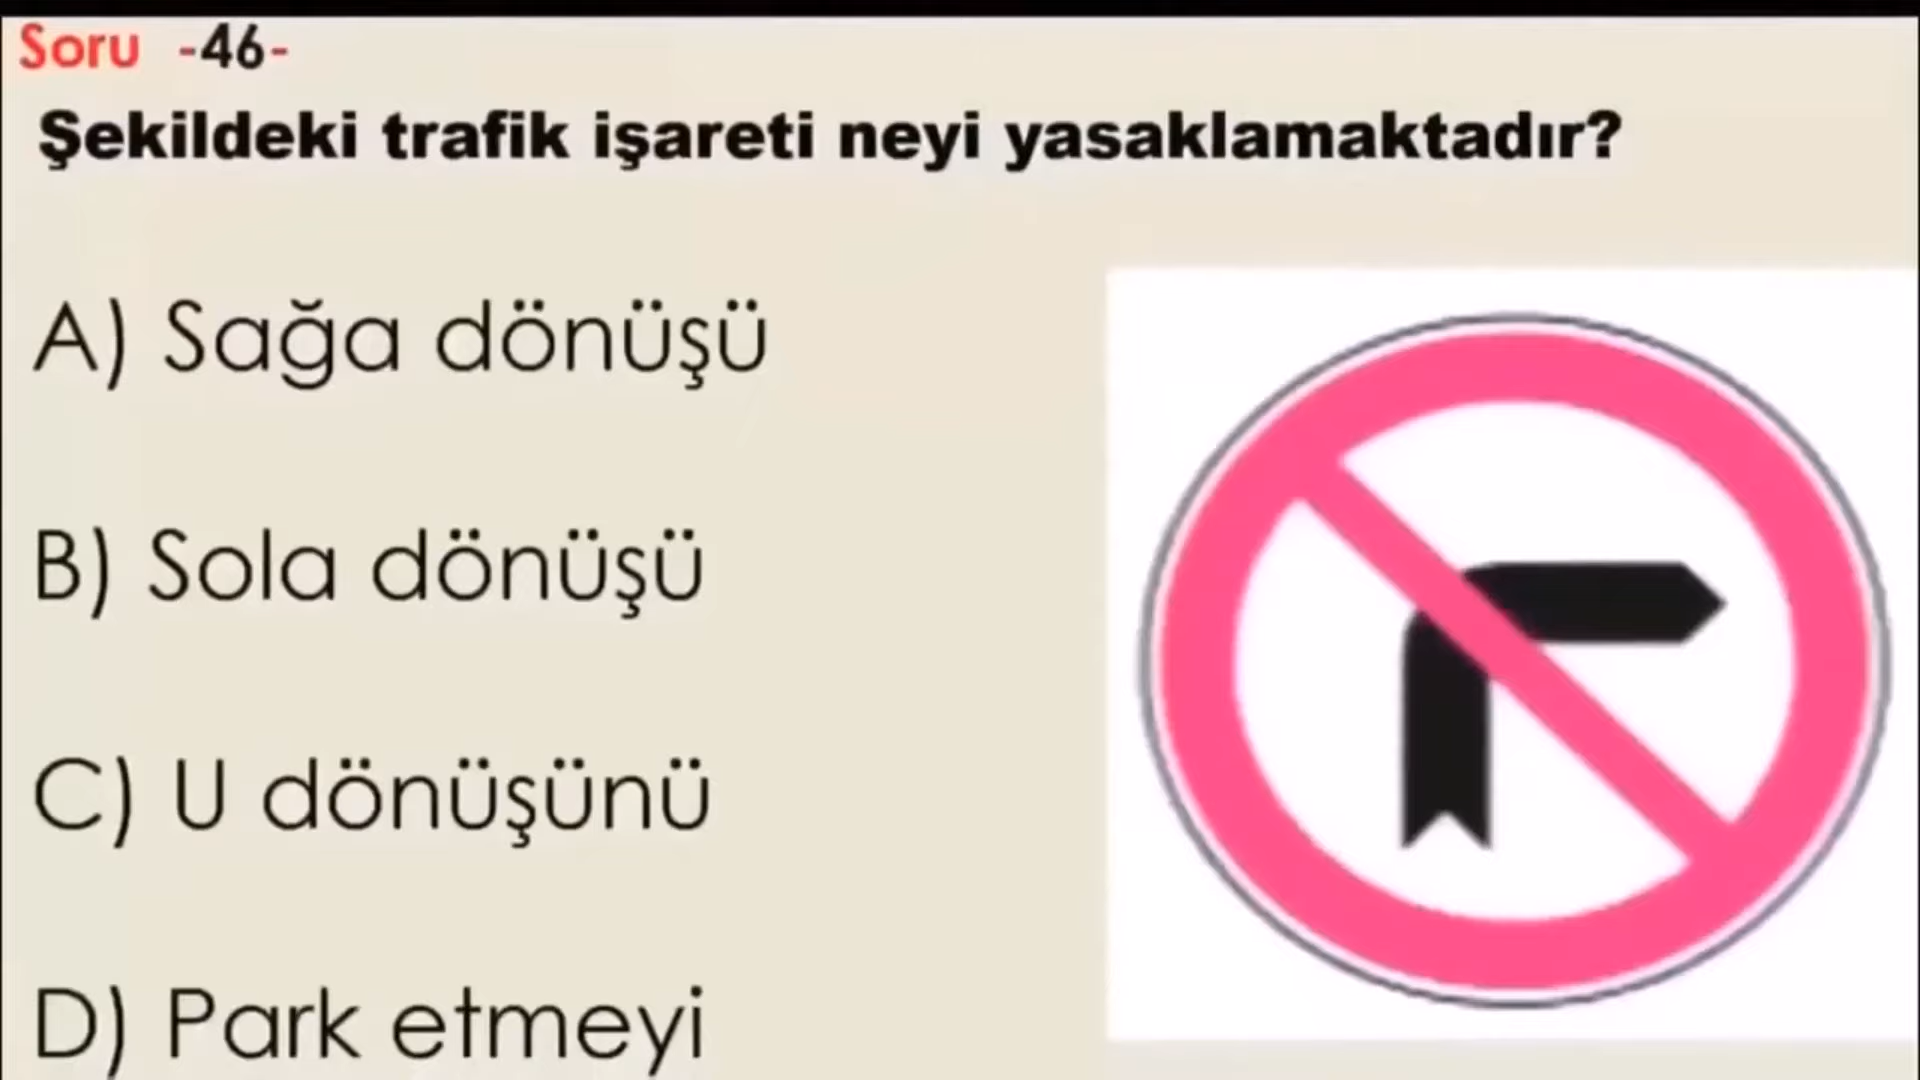 Soru -46-
Şekildeki trafik işareti neyi yasaklamaktadır?
A) Sağa dönüşü
B) Sola dönüşü
C) U dönüşünü
D) Park etmeyi